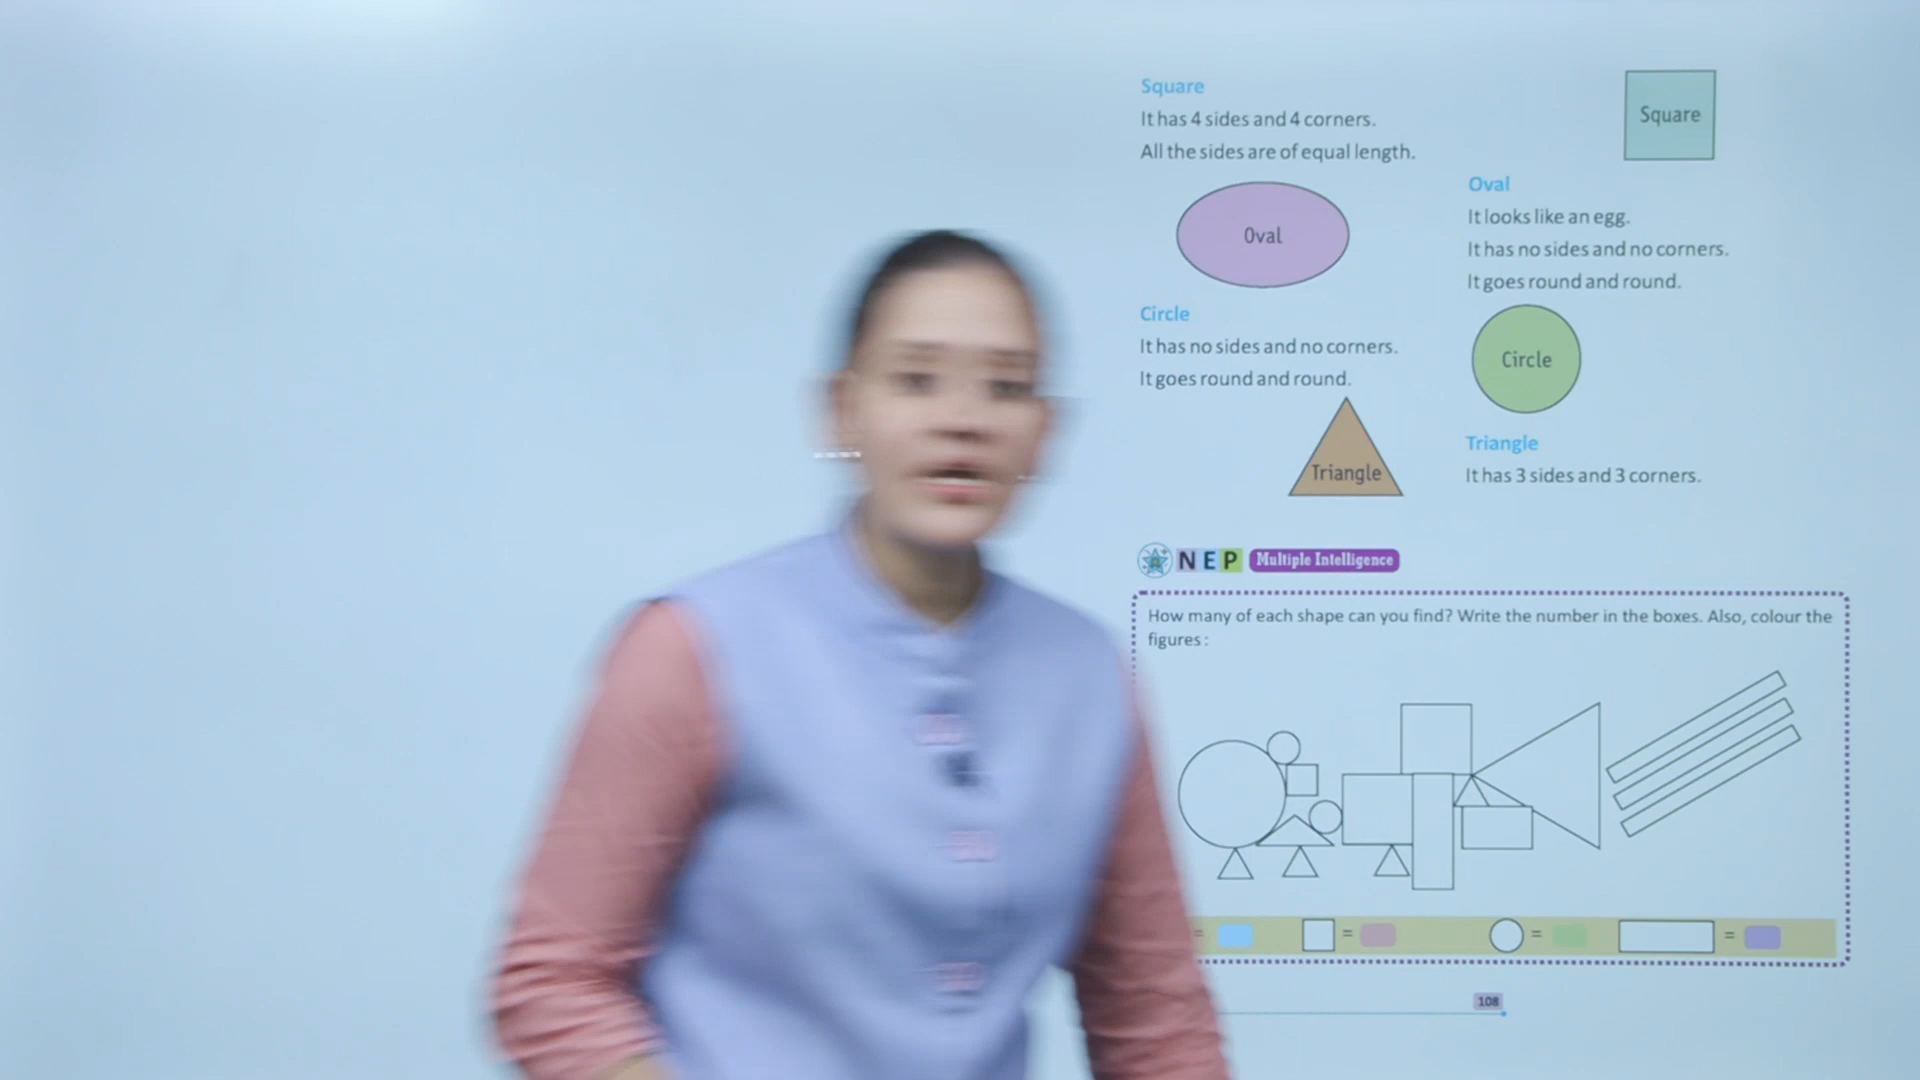 Square
It has 4 sides and 4 corners.
All the sides are of equal length.
Square
Oval
Oval
It looks like an egg.
It has no sides and no corners.
It goes round and round.
Circle
It has no sides and no corners.
It goes round and round.
Circle
Triangle
Triangle
It has 3 sides and 3 corners.
NEP Multiple Intelligence
How many of each shape can you find? Write the number in the boxes. Also, colour the
figures :
= = = =
108